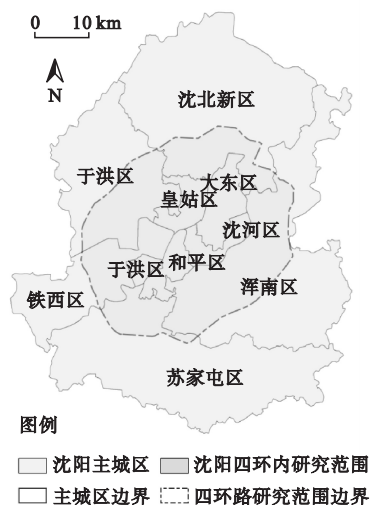 0 10 km
N
沈北新区
于洪区
大东区
皇姑区
沈河区
于洪区
和平区
浑南区
铁西区
苏家屯区
图例
沈阳主城区 沈阳四环内研究范围
主城区边界 四环路研究范围边界